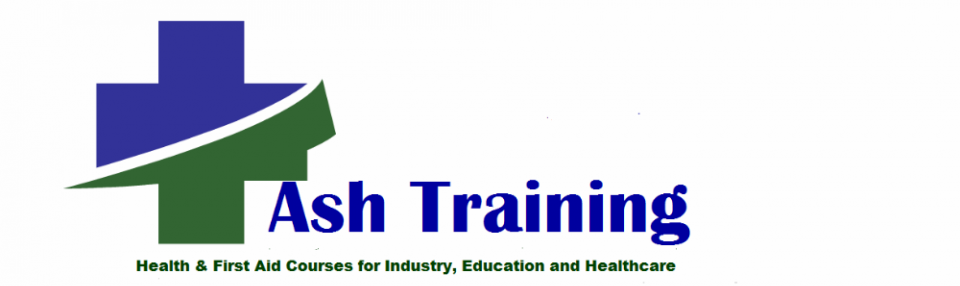 Ash Training
Health & First Aid Courses for Industry, Education and Healthcare